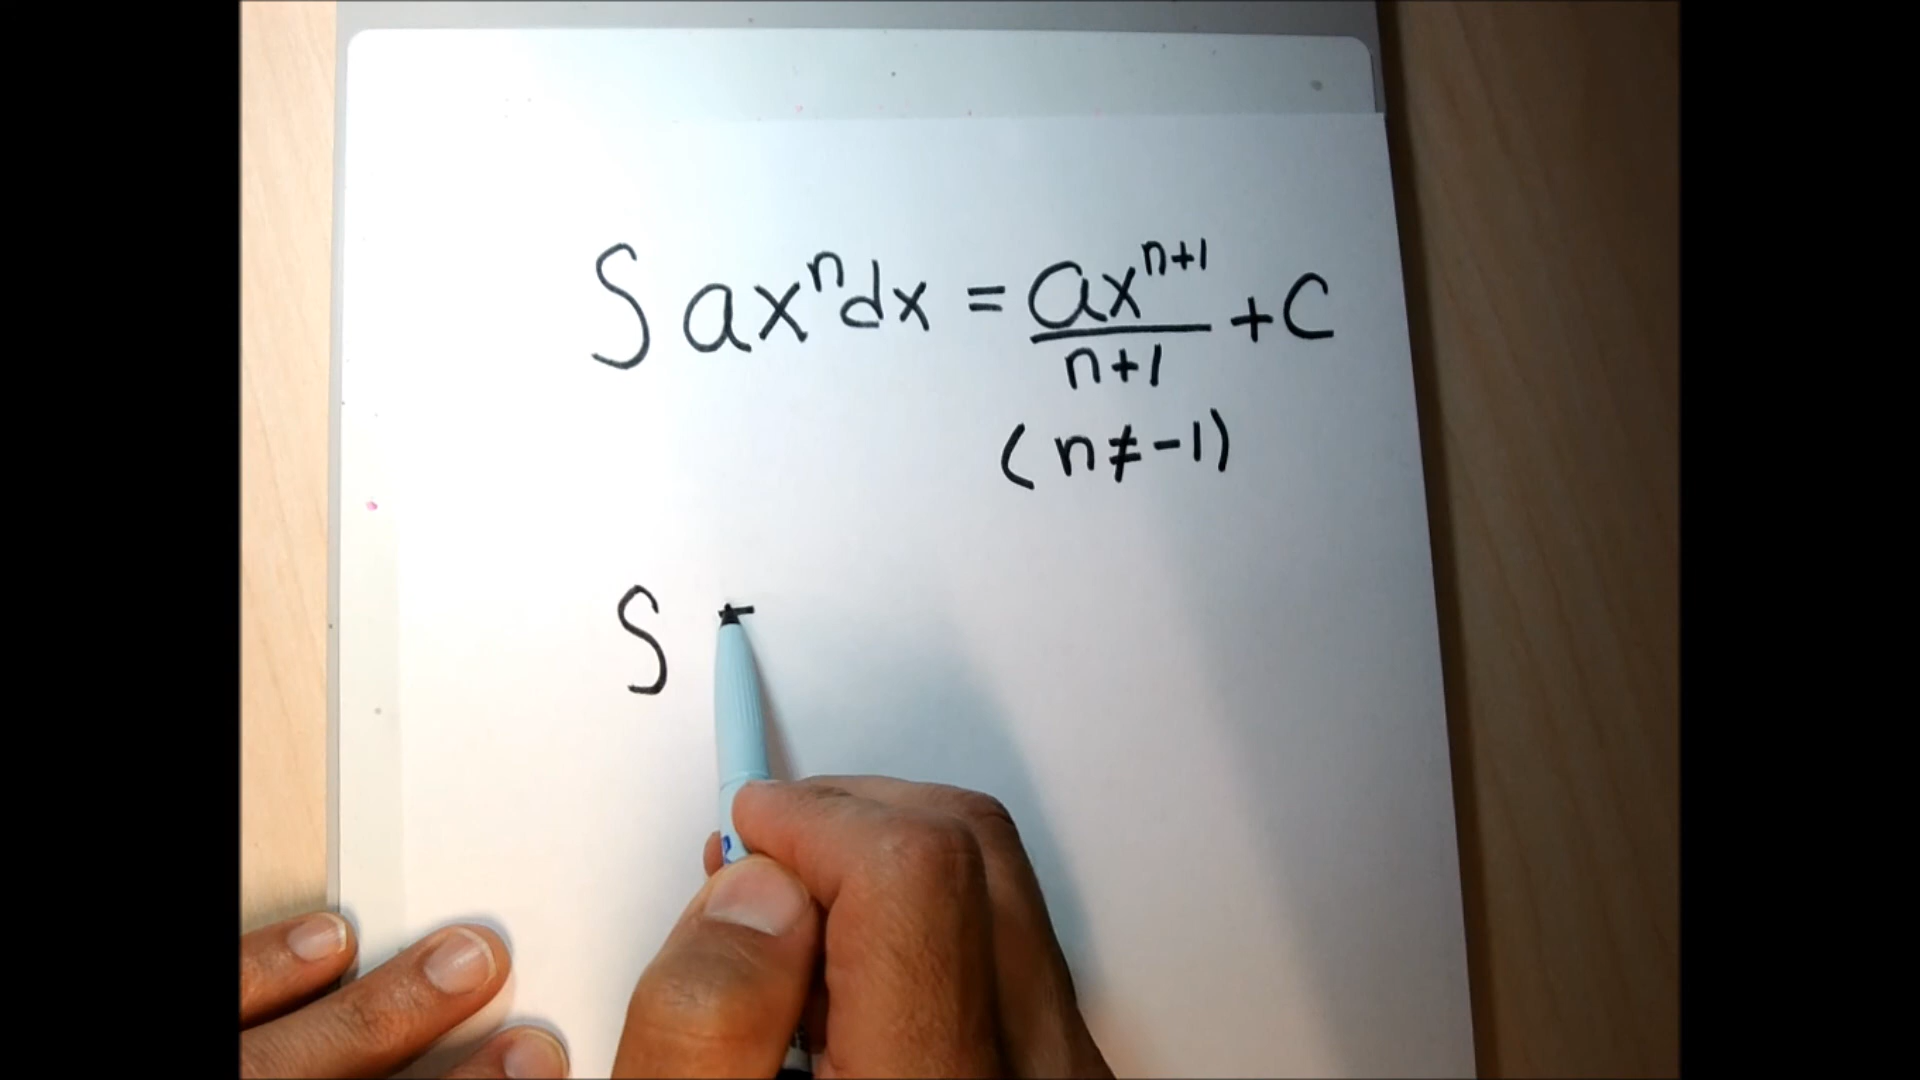 ∫ axⁿdx = axⁿ⁺¹/n+1 + C
(n ≠ -1)
∫